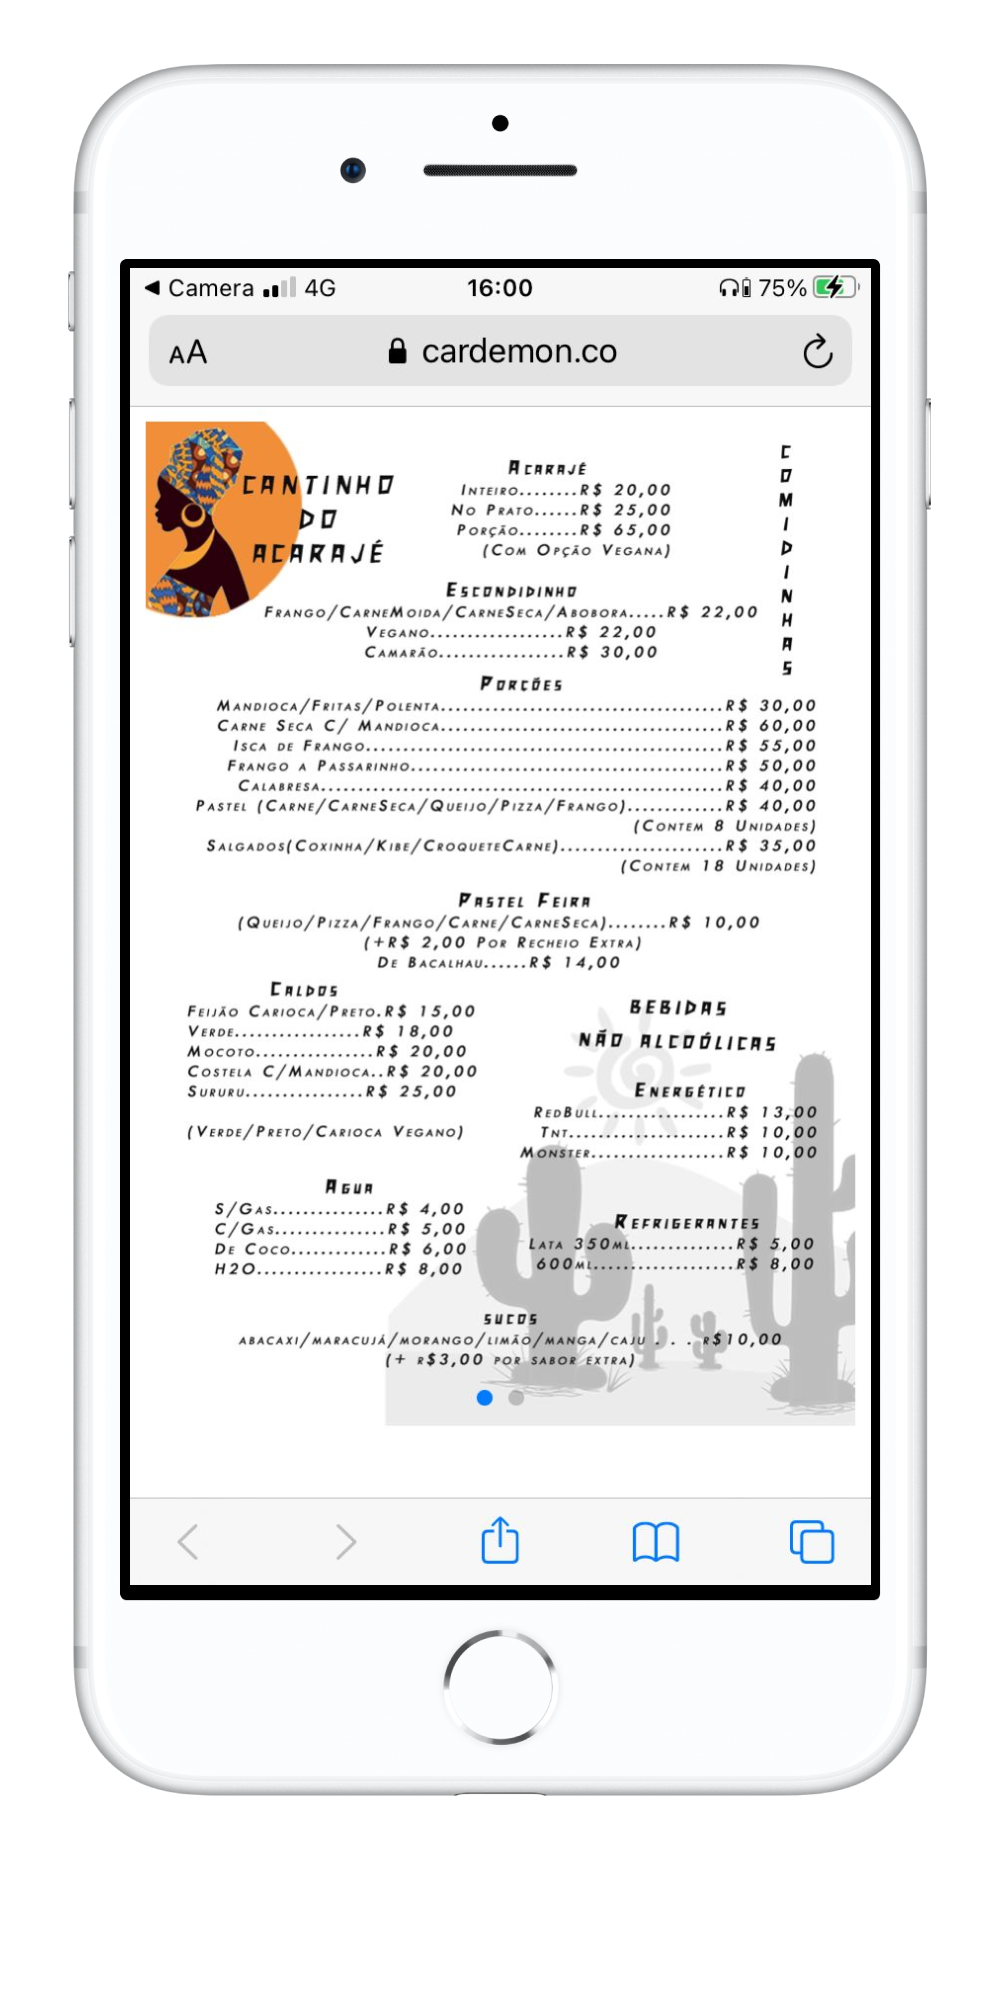 Camera 4G 16:00 75%
AA cardemon.co
CANTINHO
DO
ACARAJÉ
COMIDINHAS
ACARAJÉ
INTEIRO........R$ 20,00
NO PRATO......R$ 25,00
PORÇÃO.......R$ 65,00
(COM OPÇÃO VEGANA)
ESCONDIDINHO
FRANGO/CARNEMOIDA/CARNESECA/ABOBORA.....R$ 22,00
VEGANO..................R$ 22,00
CAMARÃO.................R$ 30,00
PORCÕES
MANDIOCA/FRITAS/POLENTA......................................R$ 30,00
CARNE SECA C/ MANDIOCA......................................R$ 60,00
ISCA DE FRANGO................................................R$ 55,00
FRANGO A PASSARINHO..........................................R$ 50,00
CALABRESA......................................................R$ 40,00
PASTEL (CARNE/CARNESECA/QUEIJO/PIZZA/FRANGO).............R$ 40,00
(CONTEM 8 UNIDADES)
SALGADOS(COXINHA/KIBE/CROQUETECARNE)......................R$ 35,00
(CONTEM 18 UNIDADES)
PASTEL FEIRA
(QUEIJO/PIZZA/FRANGO/CARNE/CARNESECA)........R$ 10,00
(+R$ 2,00 POR RECHEIO EXTRA)
DE BACALHAU......R$ 14,00
CALDOS
FEIJÃO CARIOCA/PRETO.R$ 15,00
VERDE.................R$ 18,00
MOCOTO................R$ 20,00
COSTELA C/MANDIOCA..R$ 20,00
SURURU................R$ 25,00
(VERDE/PRETO/CARIOCA VEGANO)
BEBIDAS
NÃO ALCOÓLICAS
ENERGÉTICO
REDBULL.................R$ 13,00
TNT.....................R$ 10,00
MONSTER..................R$ 10,00
AGUA
S/GAS...............R$ 4,00
C/GAS...............R$ 5,00
DE COCO.............R$ 6,00
H2O.................R$ 8,00
REFRIGERANTES
LATA 350ML..............R$ 5,00
600ML...................R$ 8,00
SUCOS
ABACAXI/MARACUJÁ/MORANGO/LIMÃO/MANGA/CAJU . . . R$10,00
(+ R$3,00 POR SABOR EXTRA)